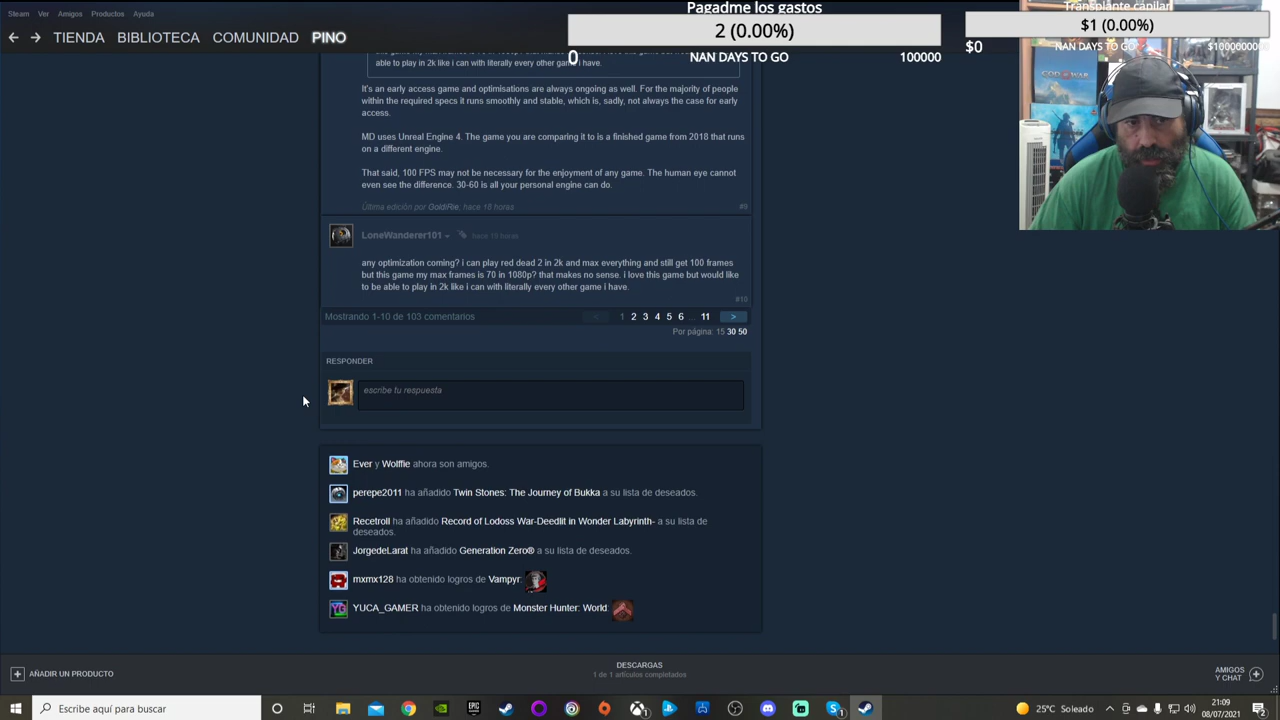 Steam Ver Amigos Productos Ayuda
TIENDA BIBLIOTECA COMUNIDAD PINO
Pagadme los gastos
2 (0.00%)
0 NAN DAYS TO GO 100000
Transplante capilar
$1 (0.00%)
$0 NAN DAYS TO GO
GOD WAR
able to play in 2k like i can with literally every other game i have.
It's an early access game and optimisations are always ongoing as well. For the majority of people
within the required specs it runs smoothly and stable, which is, sadly, not always the case for early
access.
MD uses Unreal Engine 4. The game you are comparing it to is a finished game from 2018 that runs
on a different engine.
That said, 100 FPS may not be necessary for the enjoyment of any game. The human eye cannot
even see the difference. 30-60 is all your personal engine can do.
Última edición por GoldiRie, hace 18 horas #9
LoneWanderer101 hace 19 horas
any optimization coming? i can play red dead 2 in 2k and max everything and still get 100 frames
but this game my max frames is 70 in 1080p? that makes no sense. i love this game but would like
to be able to play in 2k like i can with literally every other game i have.
#10
Mostrando 1-10 de 103 comentarios < 1 2 3 4 5 6 ... 11 >
Por página: 15 30 50
RESPONDER
escribe tu respuesta
Ever y Wolffie ahora son amigos.
perepe2011 ha añadido Twin Stones: The Journey of Bukka a su lista de deseados.
Recetroll ha añadido Record of Lodoss War-Deedlit in Wonder Labyrinth- a su lista de
deseados.
JorgedeLarat ha añadido Generation Zero® a su lista de deseados.
mxmx128 ha obtenido logros de Vampyr:
YUCA_GAMER ha obtenido logros de Monster Hunter: World:
AÑADIR UN PRODUCTO
DESCARGAS
1 de 1 artículos completados
AMIGOS
Y CHAT
Escribe aquí para buscar
25°C Soleado
21:09
08/07/2021